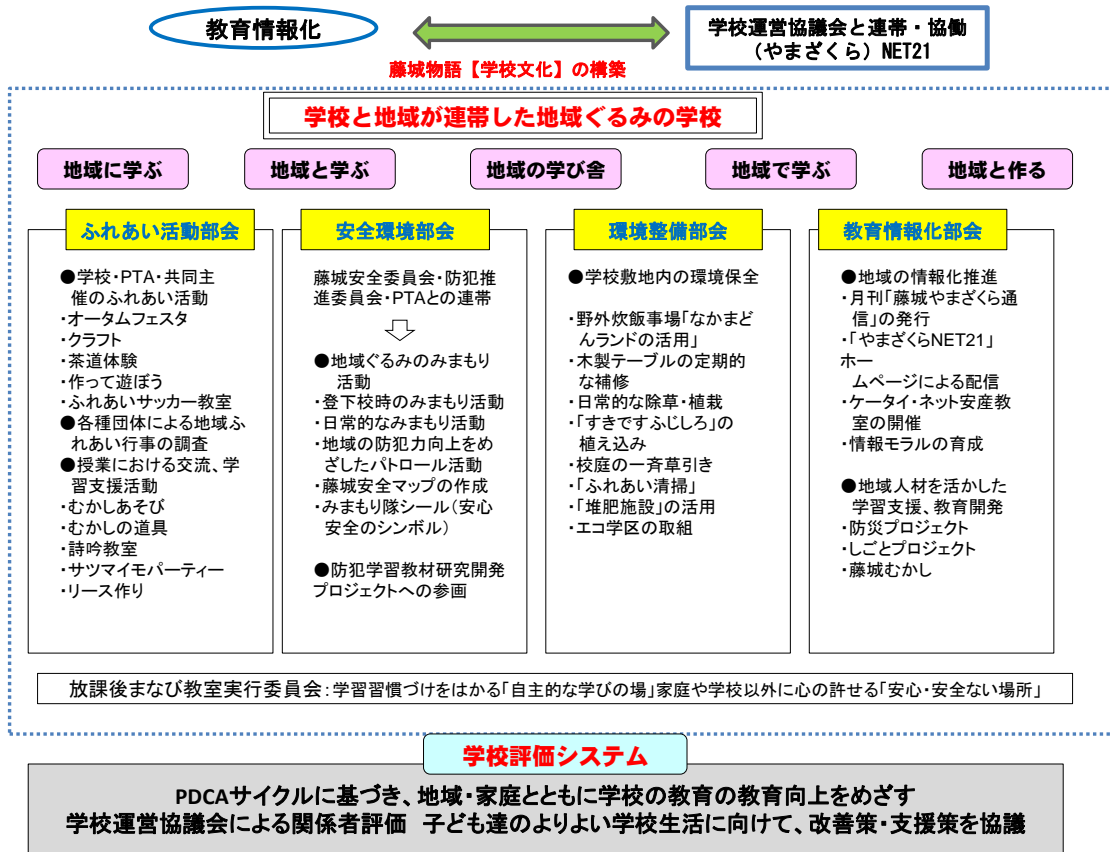 教育情報化
学校運営協議会と連帯・協働
（やまざくら）NET21
藤城物語【学校文化】の構築
学校と地域が連帯した地域ぐるみの学校
地域に学ぶ
地域と学ぶ
地域の学び舎
地域で学ぶ
地域と作る
ふれあい活動部会
●学校・PTA・共同主
催のふれあい活動
・オータムフェスタ
・クラフト
・茶道体験
・作って遊ぼう
・ふれあいサッカー教室
●各種団体による地域ふ
れあい行事の調査
●授業における交流、学
習支援活動
・むかしあそび
・むかしの道具
・詩吟教室
・サツマイモパーティー
・リース作り
安全環境部会
藤城安全委員会・防犯推
進委員会・PTAとの連帯
●地域ぐるみのみまもり
活動
・登下校時のみまもり活動
・日常的なみまもり活動
・地域の防犯力向上をめ
ざしたパトロール活動
・藤城安全マップの作成
・みまもり隊シール（安心
安全のシンボル）
●防犯学習教材研究開発
プロジェクトへの参画
環境整備部会
●学校敷地内の環境保全
・野外炊飯事場「なかまど
んランドの活用」
・木製テーブルの定期的
な補修
・日常的な除草・植栽
・「すきですふじしろ」の
植え込み
・校庭の一斉草引き
・「ふれあい清掃」
・「堆肥施設」の活用
・エコ学区の取組
教育情報化部会
●地域の情報化推進
・月刊「藤城やまざくら通
信」の発行
・「やまざくらNET21」
ホー
ムページによる配信
・ケータイ・ネット安産教
室の開催
・情報モラルの育成
●地域人材を活かした
学習支援、教育開発
・防災プロジェクト
・しごとプロジェクト
・藤城むかし
放課後まなび教室実行委員会：学習習慣づけをはかる「自主的な学びの場」家庭や学校以外に心の許せる「安心・安全ない場所」
学校評価システム
PDCAサイクルに基づき、地域・家庭とともに学校の教育の教育向上をめざす
学校運営協議会による関係者評価 子ども達のよりよい学校生活に向けて、改善策・支援策を協議